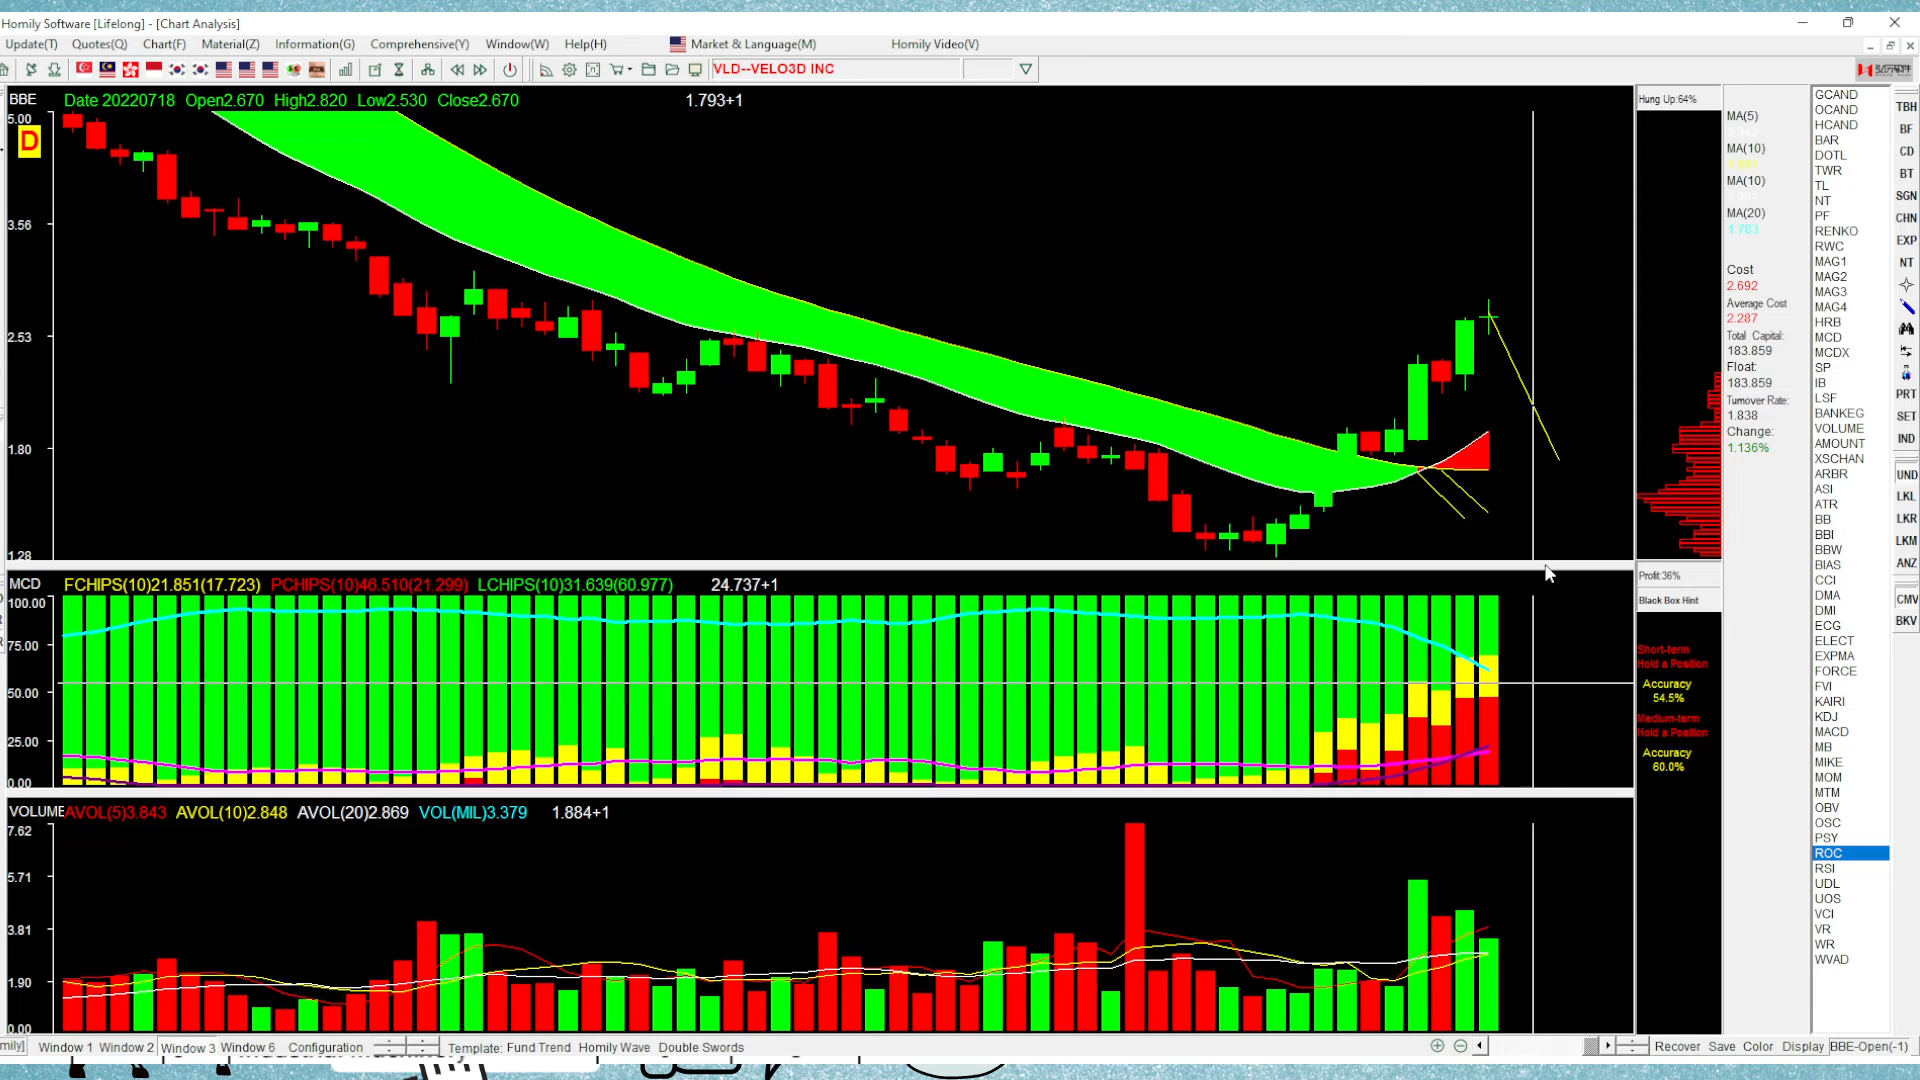 Homily Software [Lifelong] - [Chart Analysis]
Update(T) Quotes(Q) Chart(F) Material(Z) Information(G) Comprehensive(Y) Window(W) Help(H) Market & Language(M) Homily Video(V)
VLD--VELO3D INC
BBE Date 20220718 Open2.670 High2.820 Low2.530 Close2.670 1.793+1
5.00
D
3.56
2.53
1.80
1.28
MCD FCHIPS(10)21.851(17.723) PCHIPS(10)46.510(21.299) LCHIPS(10)31.639(60.977) 24.737+1
100.00
75.00
50.00
25.00
0.00
VOLUME AVOL(5)3.843 AVOL(10)2.848 AVOL(20)2.869 VOL(MIL)3.379 1.884+1
7.62
5.71
3.81
1.90
0.00
Hung Up:64%
Profit:36%
Black Box Hint
Short-term
Hold a Position
Accuracy
54.5%
Medium-term
Hold a Position
Accuracy
60.0%
MA(5)
MA(10)
MA(10)
MA(20)
1.783
Cost
2.692
Average Cost
2.287
Total Capital:
183.859
Float:
183.859
Turnover Rate:
1.838
Change:
1.136%
GCAND
OCAND
HCAND
BAR
DOTL
TWR
TL
NT
PF
RENKO
RWC
MAG1
MAG2
MAG3
MAG4
HRB
MCD
MCDX
SP
IB
LSF
BANKEG
VOLUME
AMOUNT
XSCHAN
ARBR
ASI
ATR
BB
BBI
BBW
BIAS
CCI
DMA
DMI
ECG
ELECT
EXPMA
FORCE
FVI
KAIRI
KDJ
MACD
MB
MIKE
MOM
MTM
OBV
OSC
PSY
ROC
RSI
UDL
UOS
VCI
VR
WR
WVAD
TBH
BF
CD
BT
SGN
CHN
EXP
NT
PRT
SET
IND
UND
LKL
LKR
LKM
ANZ
CMV
BKV
mily] Window 1 Window 2 Window 3 Window 6 Configuration Template: Fund Trend Homily Wave Double Swords Recover Save Color Display BBE-Open(-1)